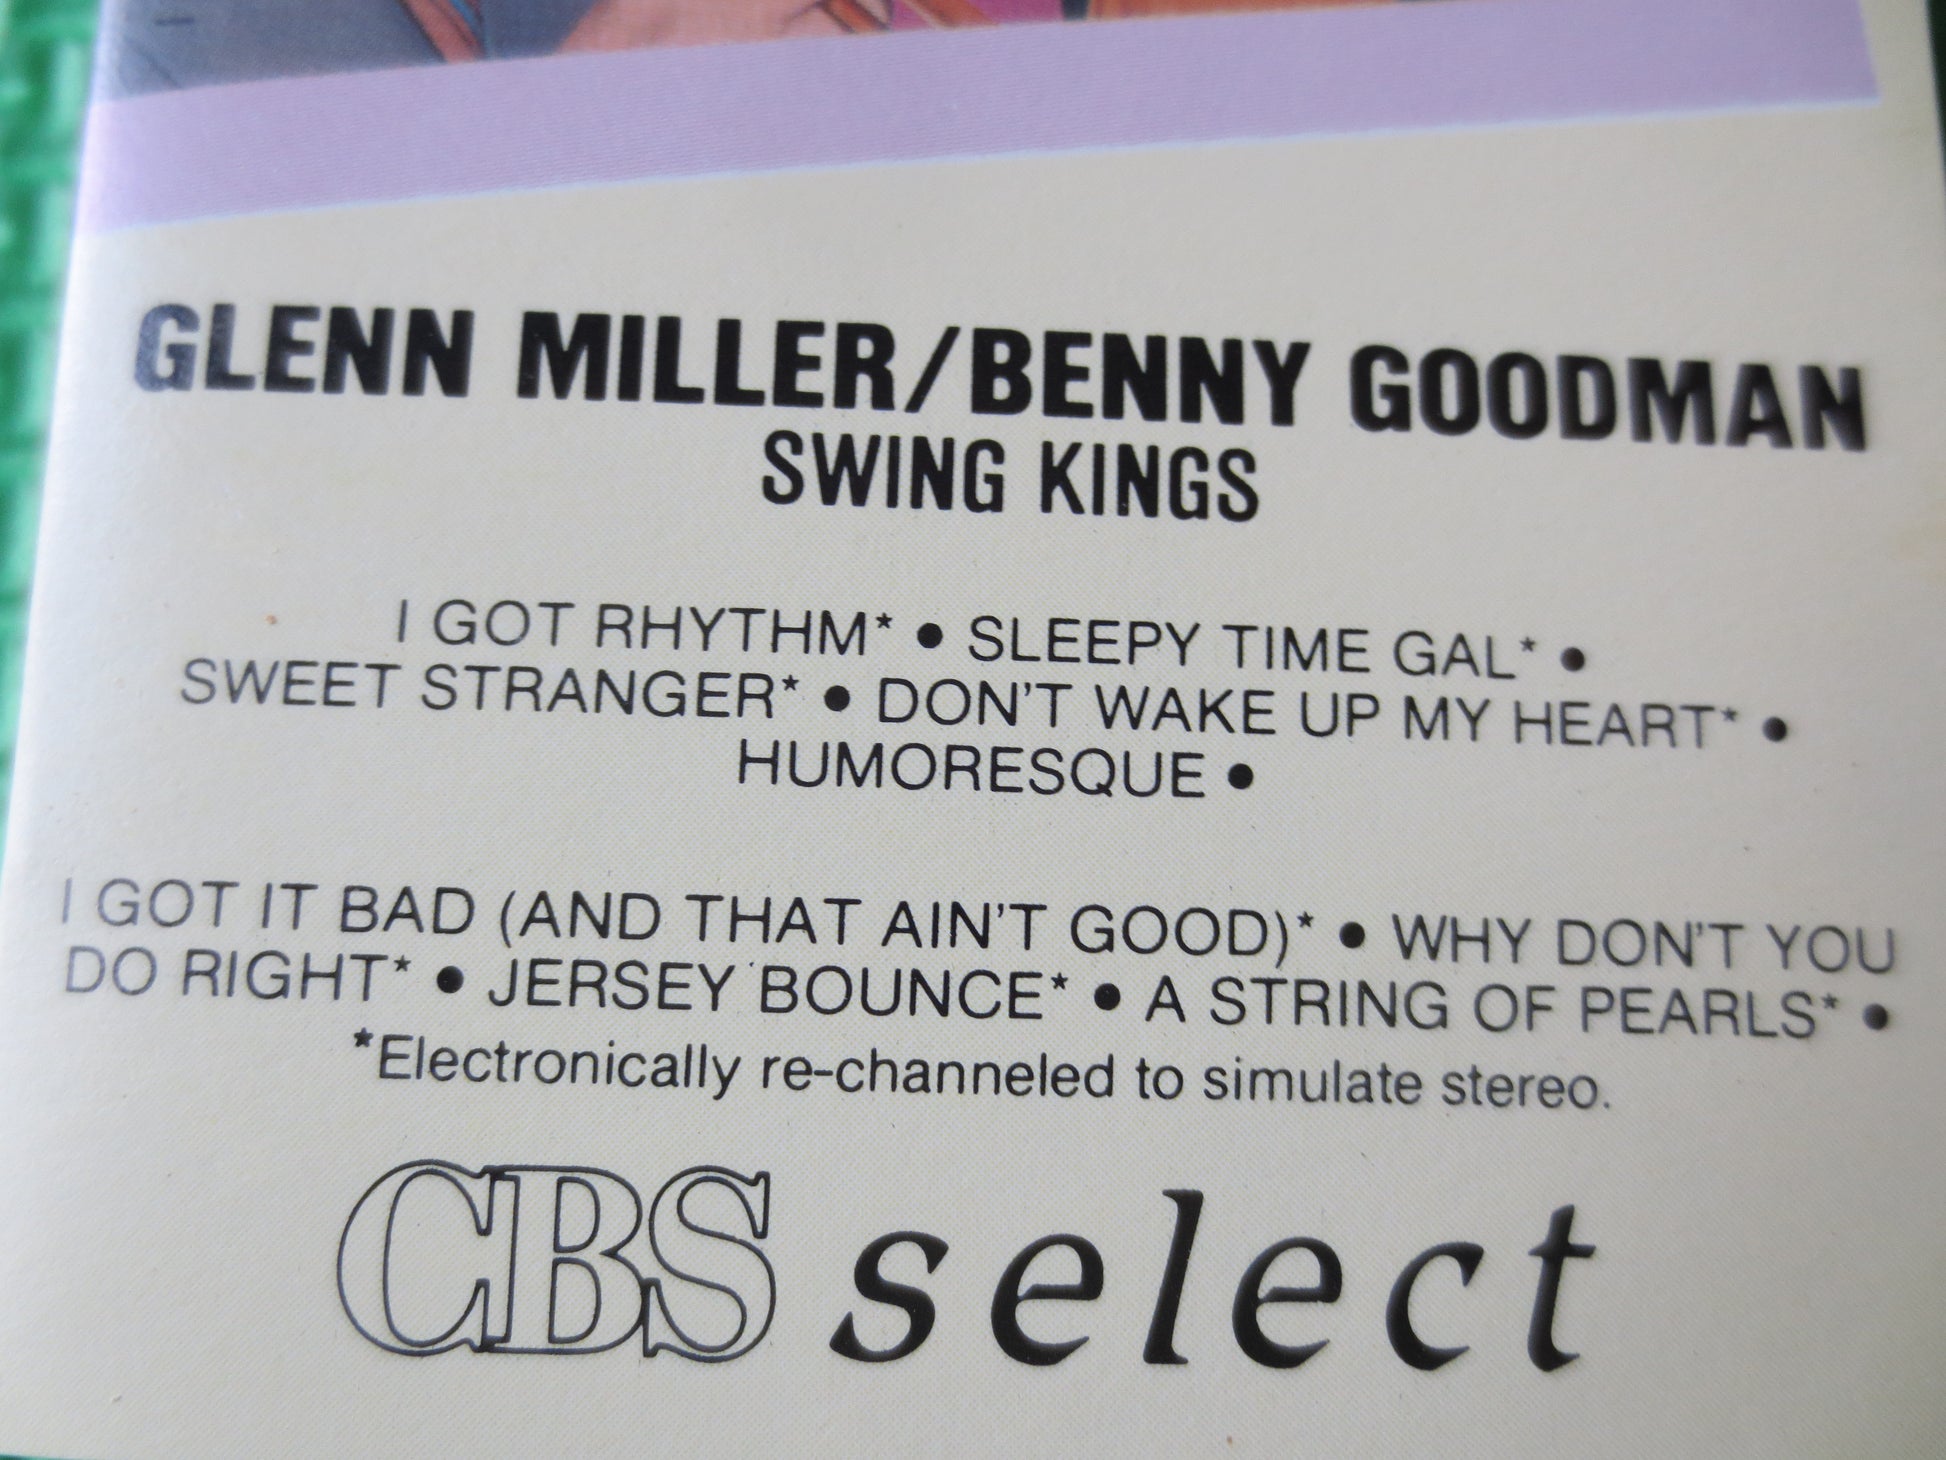 GLENN MILLER/BENNY GOODMAN
SWING KINGS
I GOT RHYTHM* • SLEEPY TIME GAL* •
SWEET STRANGER* • DON'T WAKE UP MY HEART* •
HUMORESQUE •
I GOT IT BAD (AND THAT AIN'T GOOD)* • WHY DON'T YOU
DO RIGHT* • JERSEY BOUNCE* • A STRING OF PEARLS* •
*Electronically re-channeled to simulate stereo.
CBS select